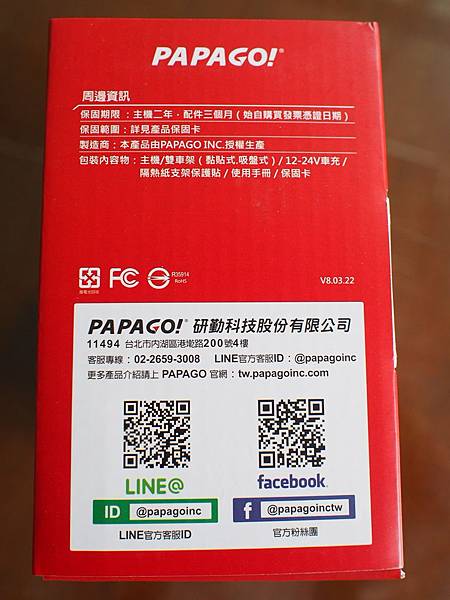 PAPAGO!®
周邊資訊
保固期限：主機二年，配件三個月（始自購買發票憑證日期）
保固範圍：詳見產品保固卡
製造商：本產品由PAPAGO INC.授權生產
包裝內容物：主機/雙車架（黏貼式.吸盤式）/12-24V車充/
隔熱紙支架保護貼/使用手冊/保固卡
FC
R35914
RoHS
V8.03.22
PAPAGO!® 研勤科技股份有限公司
11494 台北市內湖區港墘路200號4樓
客服專線：02-2659-3008 LINE官方客服ID：@papagoinc
更多產品介紹請上 PAPAGO 官網：tw.papagoinc.com
LINE@ facebook
ID @papagoinc f @papagoinctw
LINE官方客服ID 官方粉絲團